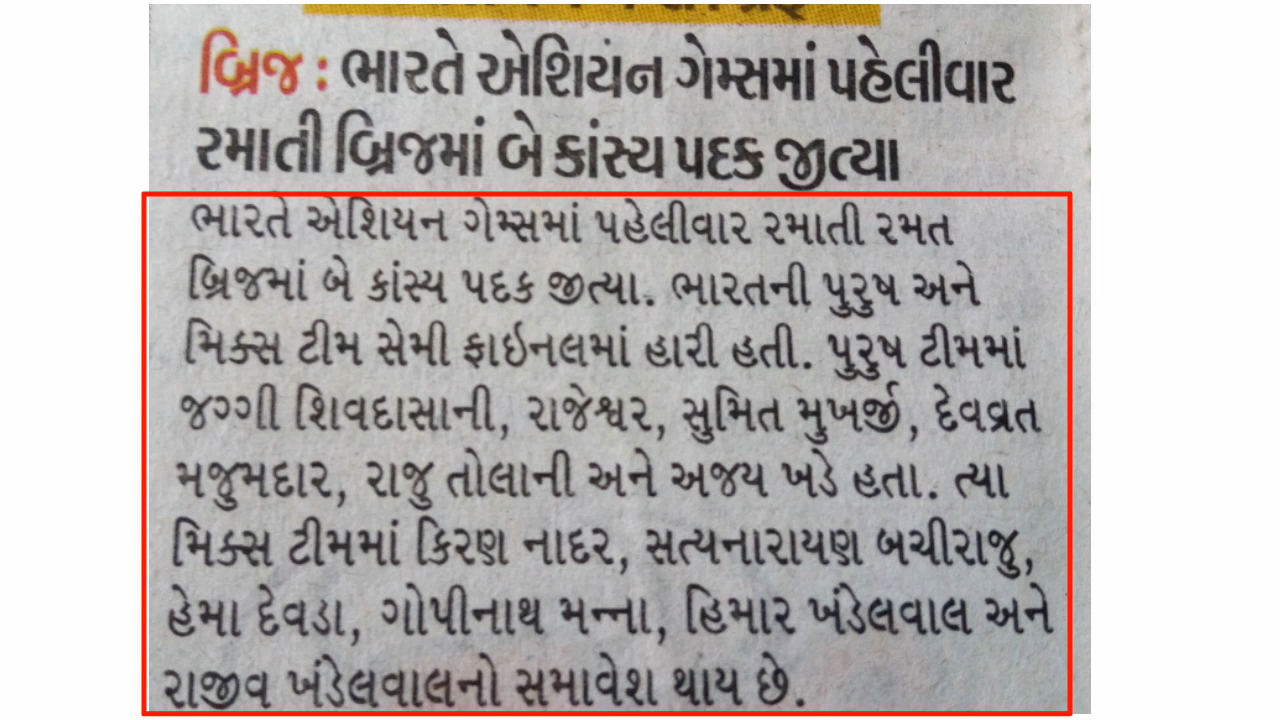 બ્રિજ : ભારતે એશિયન ગેમ્સમાં પહેલીવાર
રમાતી બ્રિજમાં બે કાંસ્ય પદક જીત્યા
ભારતે એશિયન ગેમ્સમાં પહેલીવાર રમાતી રમત
બ્રિજમાં બે કાંસ્ય પદક જીત્યા. ભારતની પુરુષ અને
મિક્સ ટીમ સેમી ફાઇનલમાં હારી હતી. પુરુષ ટીમમાં
જગ્ગી શિવદાસાની, રાજેશ્વર, સુમિત મુખર્જી, દેવવ્રત
મજુમદાર, રાજુ તોલાની અને અજય ખડે હતા. ત્યા
મિક્સ ટીમમાં કિરણ નાદર, સત્યનારાયણ બચીરાજુ,
હેમા દેવડા, ગોપીનાથ મન્ના, હિમાર ખંડેલવાલ અને
રાજીવ ખંડેલવાલનો સમાવેશ થાય છે.